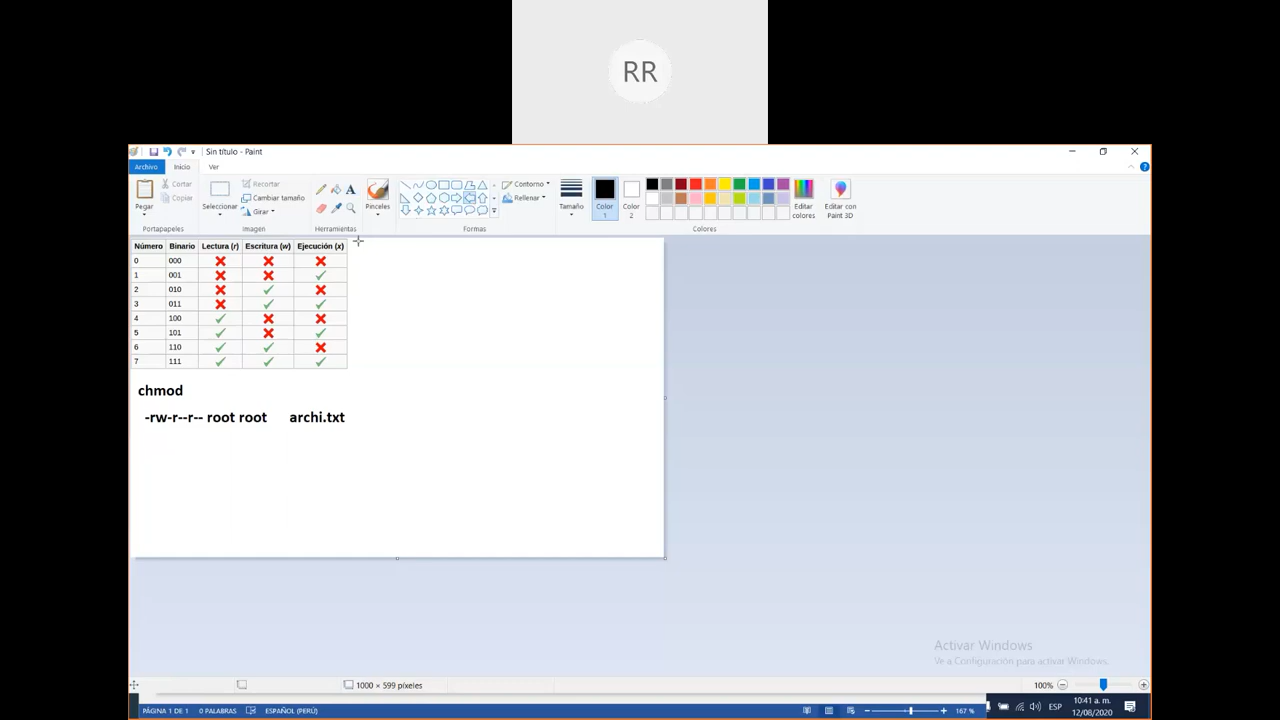 RR
Sin título - Paint
Archivo Inicio Ver
Pegar
Cortar
Copiar
Portapapeles
Seleccionar
Recortar
Cambiar tamaño
Girar
Imagen
A
Herramientas
Pinceles
Contorno
Rellenar
Formas
Tamaño
Color 1
Color 2
Editar colores
Editar con Paint 3D
Colores
Número Binario Lectura (r) Escritura (w) Ejecución (x)
0 000
1 001
2 010
3 011
4 100
5 101
6 110
7 111
chmod
-rw-r--r-- root root archi.txt
Activar Windows
Ve a Configuración para activar Windows.
1000 × 599 píxeles
100%
PÁGINA 1 DE 1 0 PALABRAS ESPAÑOL (PERÚ)
167 %
ESP
10:41 a. m.
12/08/2020